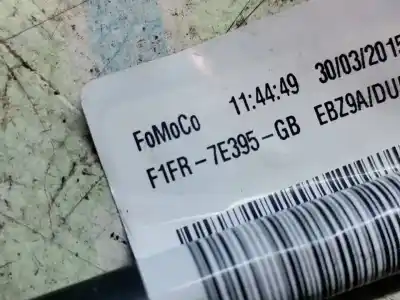 FoMoCo 11:44:49 30/03/2015
F1FR-7E395-GB EBZ9A/DU